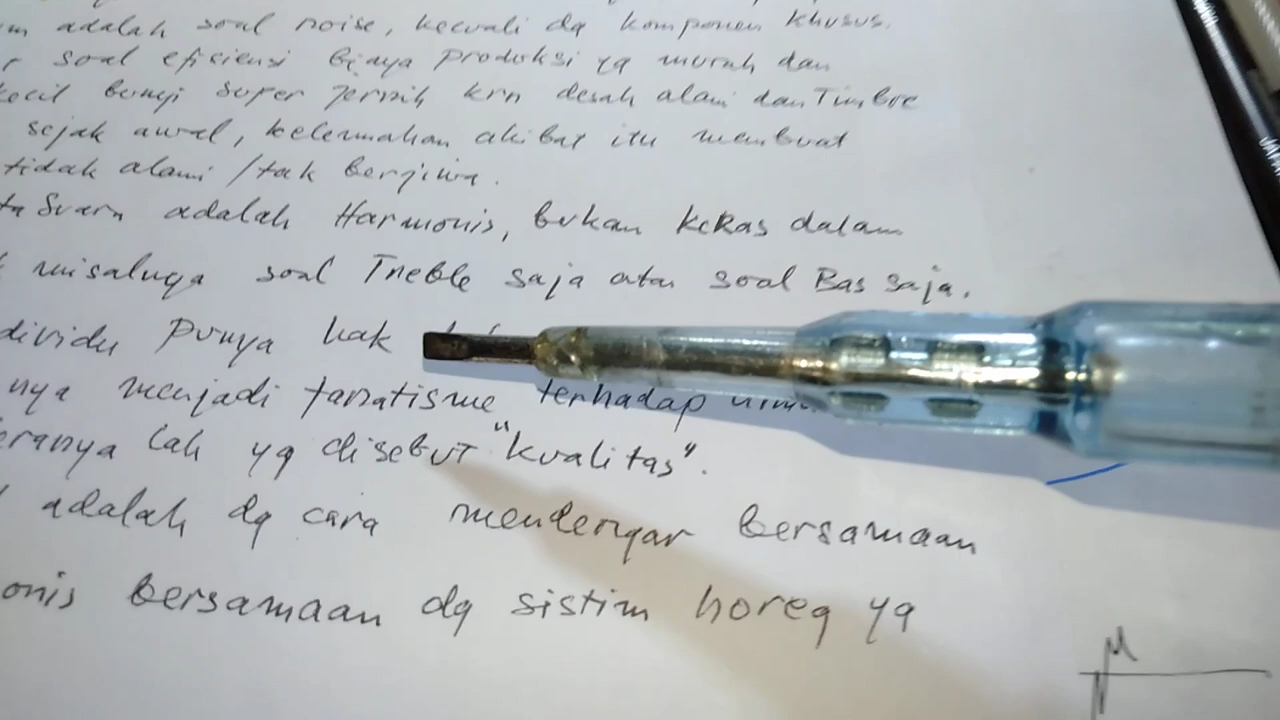 adalah soal noise, kecuali dg komponen khusus.
soal eficiensi biaya produksi yg murah dan
kecil bunyi super jernih krn desah alami dan Timbre
sejak awal, kelemahan akibat itu membuat
tidak alami /tak berjiwa.
Suara adalah Harmonis, bukan keras dalam
misalnya soal Treble saja atau soal Bas saja.
dividu punya hak
nya menjadi fanatisme terhadap
eranya lah yg disebut "kualitas".
adalah dg cara mendengar bersamaan
onis bersamaan dg sistim horeg yg